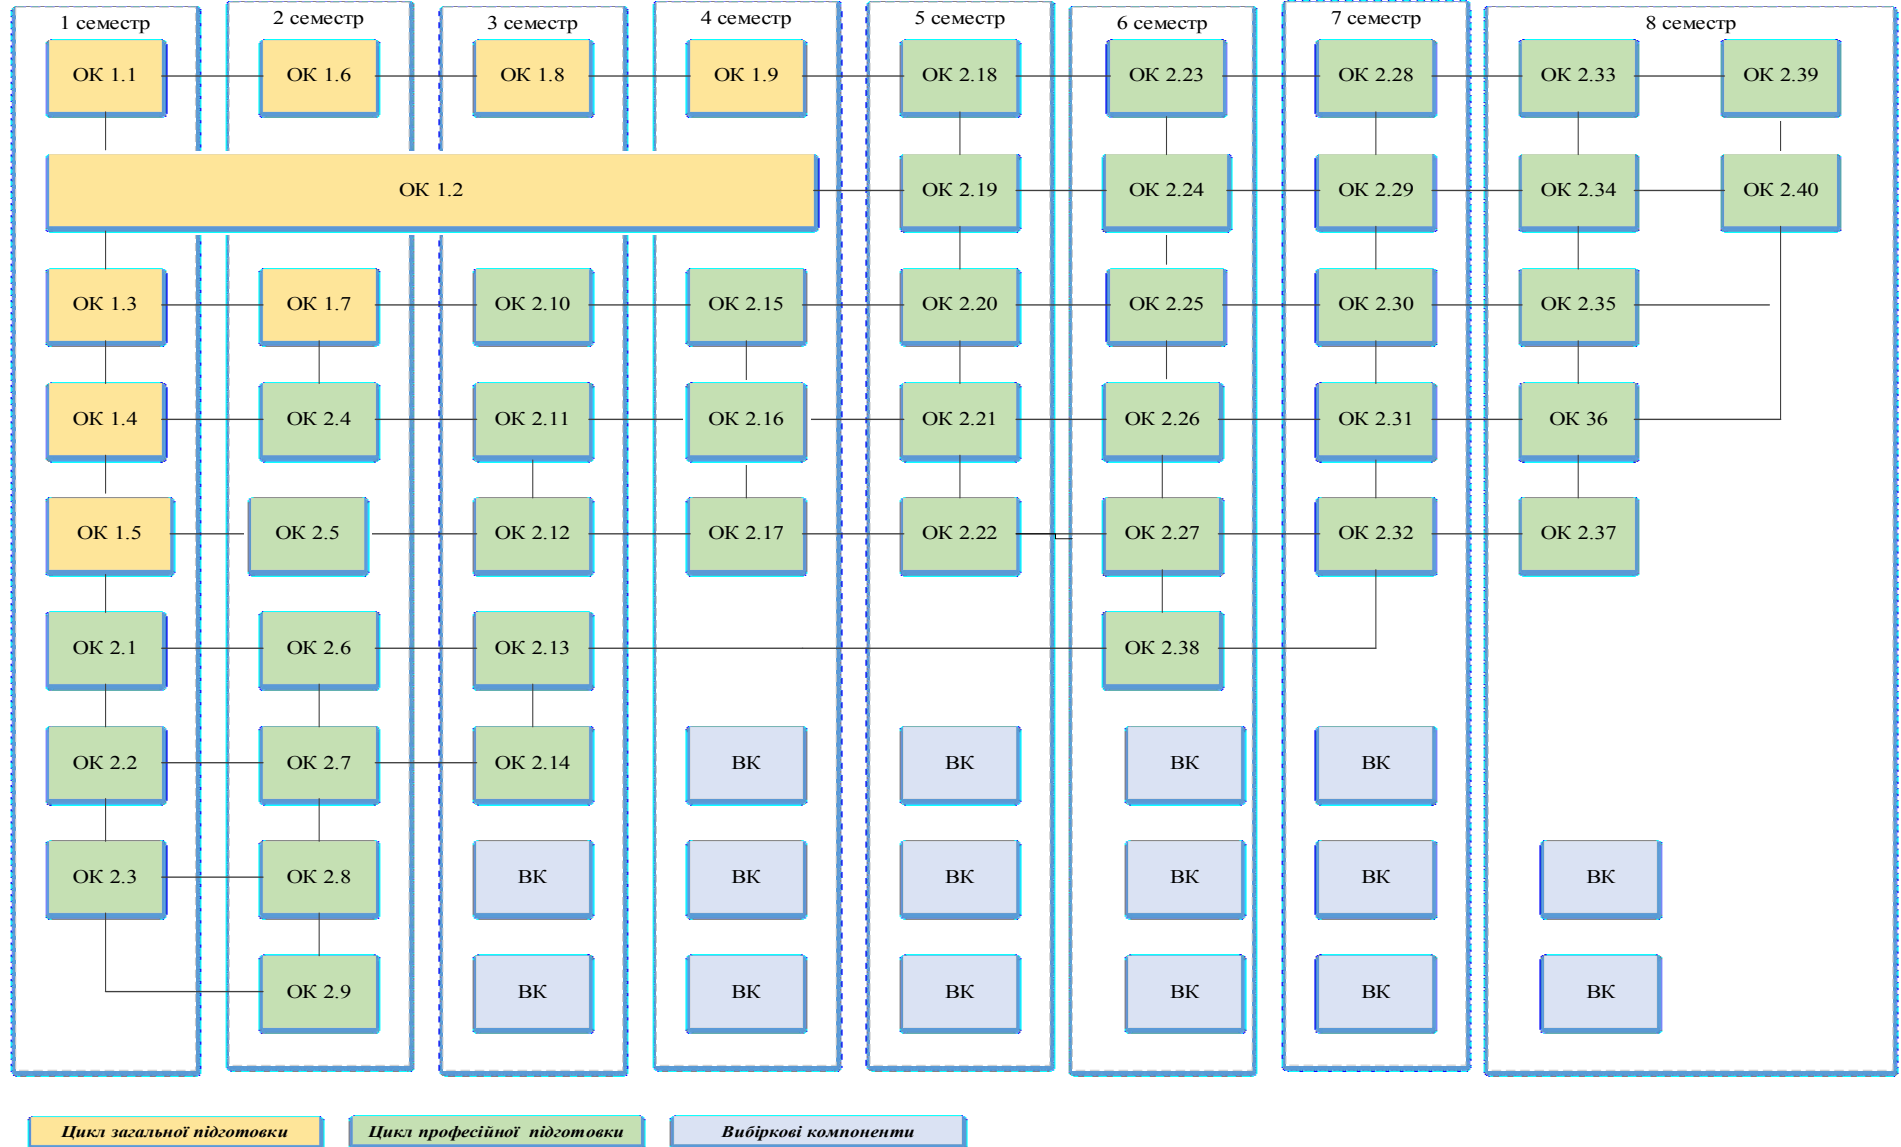 1 семестр
2 семестр
3 семестр
4 семестр
5 семестр
6 семестр
7 семестр
8 семестр
ОК 1.1
ОК 1.6
ОК 1.8
ОК 1.9
ОК 2.18
ОК 2.23
ОК 2.28
ОК 2.33
ОК 2.39
ОК 1.2
ОК 2.19
ОК 2.24
ОК 2.29
ОК 2.34
ОК 2.40
ОК 1.3
ОК 1.7
ОК 2.10
ОК 2.15
ОК 2.20
ОК 2.25
ОК 2.30
ОК 2.35
ОК 1.4
ОК 2.4
ОК 2.11
ОК 2.16
ОК 2.21
ОК 2.26
ОК 2.31
ОК 36
ОК 1.5
ОК 2.5
ОК 2.12
ОК 2.17
ОК 2.22
ОК 2.27
ОК 2.32
ОК 2.37
ОК 2.1
ОК 2.6
ОК 2.13
ОК 2.38
ОК 2.2
ОК 2.7
ОК 2.14
ВК
ВК
ВК
ВК
ОК 2.3
ОК 2.8
ВК
ВК
ВК
ВК
ВК
ВК
ОК 2.9
ВК
ВК
ВК
ВК
ВК
ВК
Цикл загальної підготовки
Цикл професійної підготовки
Вибіркові компоненти